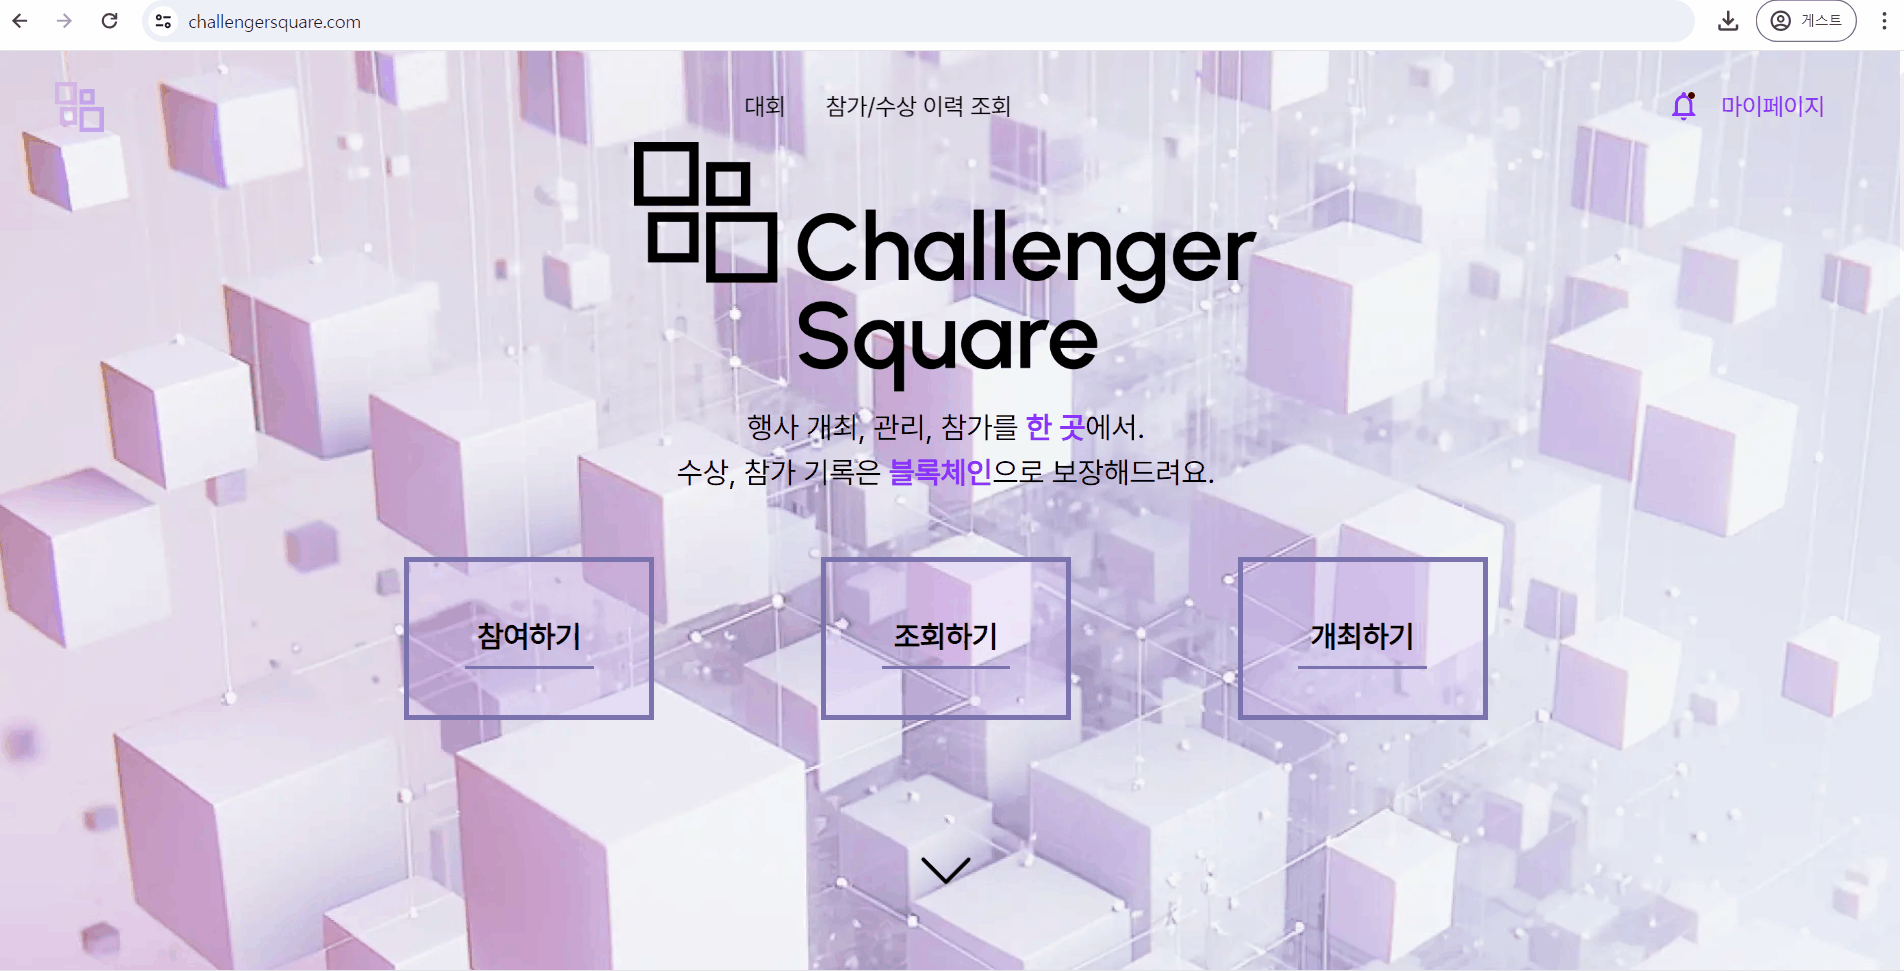 challengersquare.com
게스트
대회 참가/수상 이력 조회 마이페이지
Challenger
Square
행사 개최, 관리, 참가를 한 곳에서.
수상, 참가 기록은 블록체인으로 보장해드려요.
참여하기 조회하기 개최하기